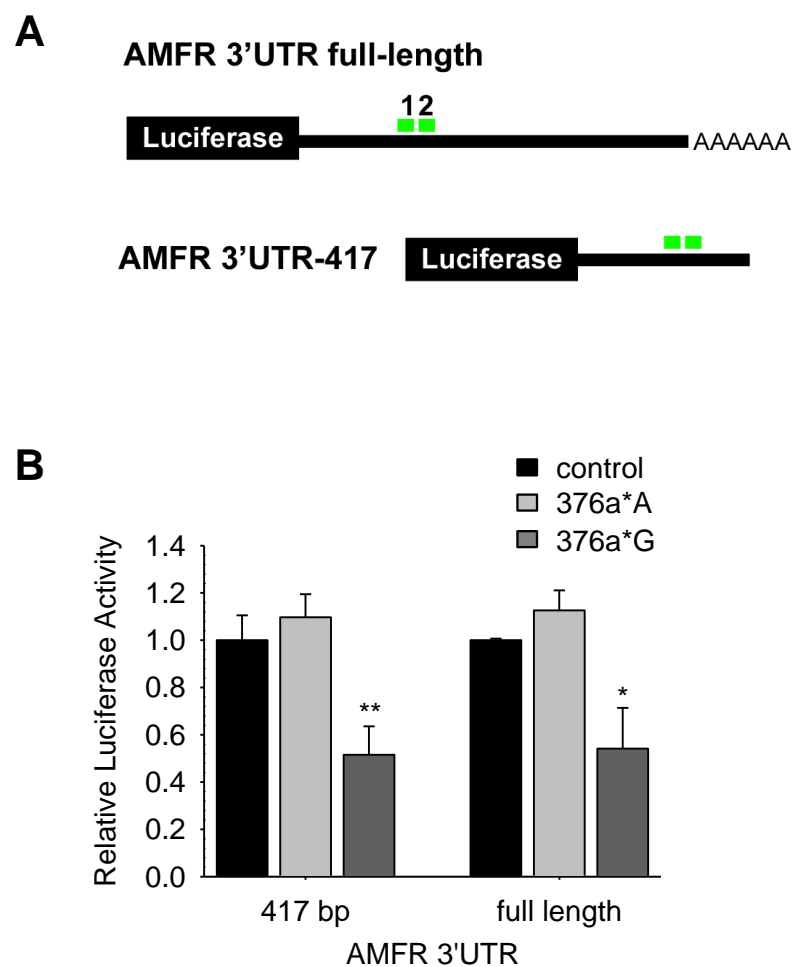 A
AMFR 3'UTR full-length
12
Luciferase
AAAAAA
AMFR 3'UTR-417
Luciferase
B
control
376a*A
376a*G
Relative Luciferase Activity
1.4
1.2
1.0
0.8
0.6
0.4
0.2
0.0
**
*
417 bp
full length
AMFR 3'UTR